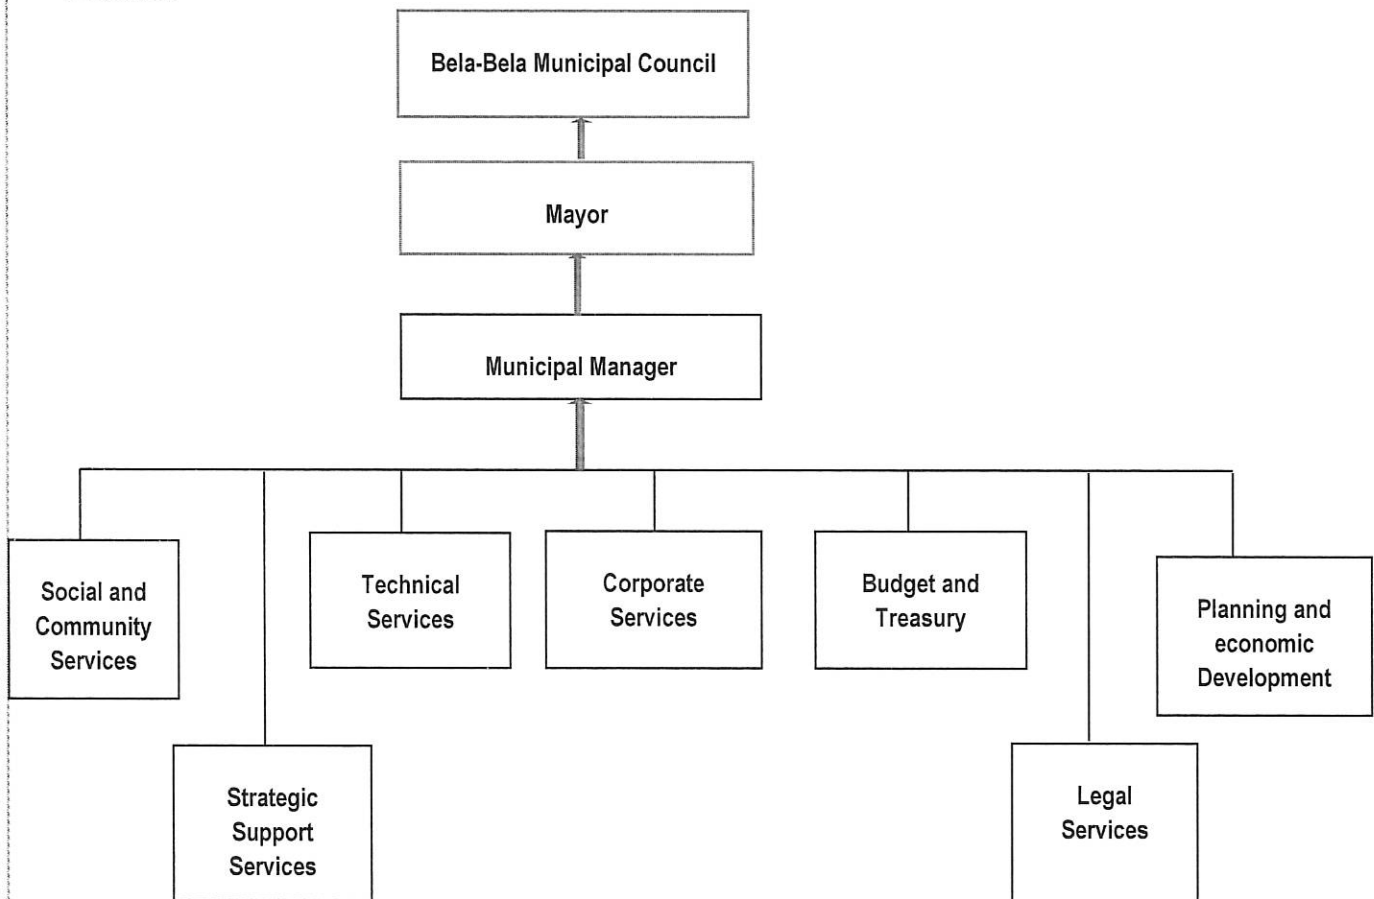 Bela-Bela Municipal Council
Mayor
Municipal Manager
Social and
Community
Services
Technical
Services
Corporate
Services
Budget and
Treasury
Planning and
economic
Development
Strategic
Support
Services
Legal
Services